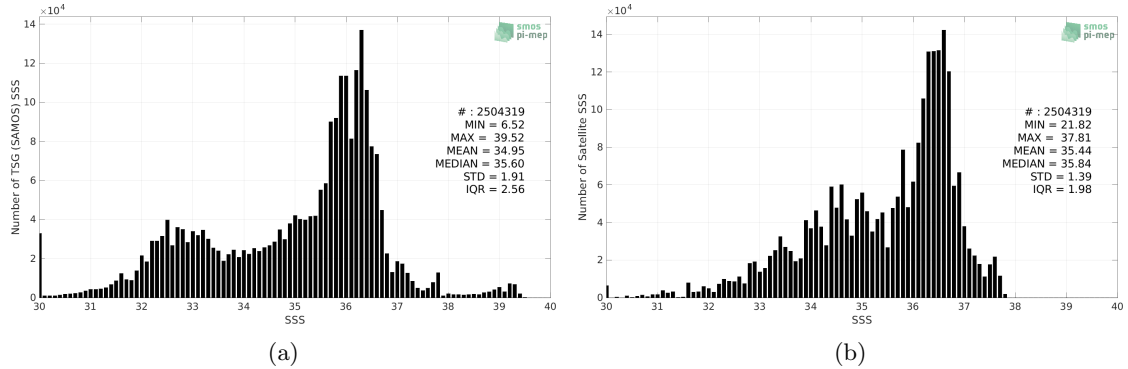 ×10⁴
14
12
10
8
6
4
2
0
Number of TSG (SAMOS) SSS
30 31 32 33 34 35 36 37 38 39 40
SSS
smos
pi-mep
# : 2504319
MIN = 6.52
MAX = 39.52
MEAN = 34.95
MEDIAN = 35.60
STD = 1.91
IQR = 2.56
(a)
×10⁴
14
12
10
8
6
4
2
0
Number of Satellite SSS
30 31 32 33 34 35 36 37 38 39 40
SSS
smos
pi-mep
# : 2504319
MIN = 21.82
MAX = 37.81
MEAN = 35.44
MEDIAN = 35.84
STD = 1.39
IQR = 1.98
(b)